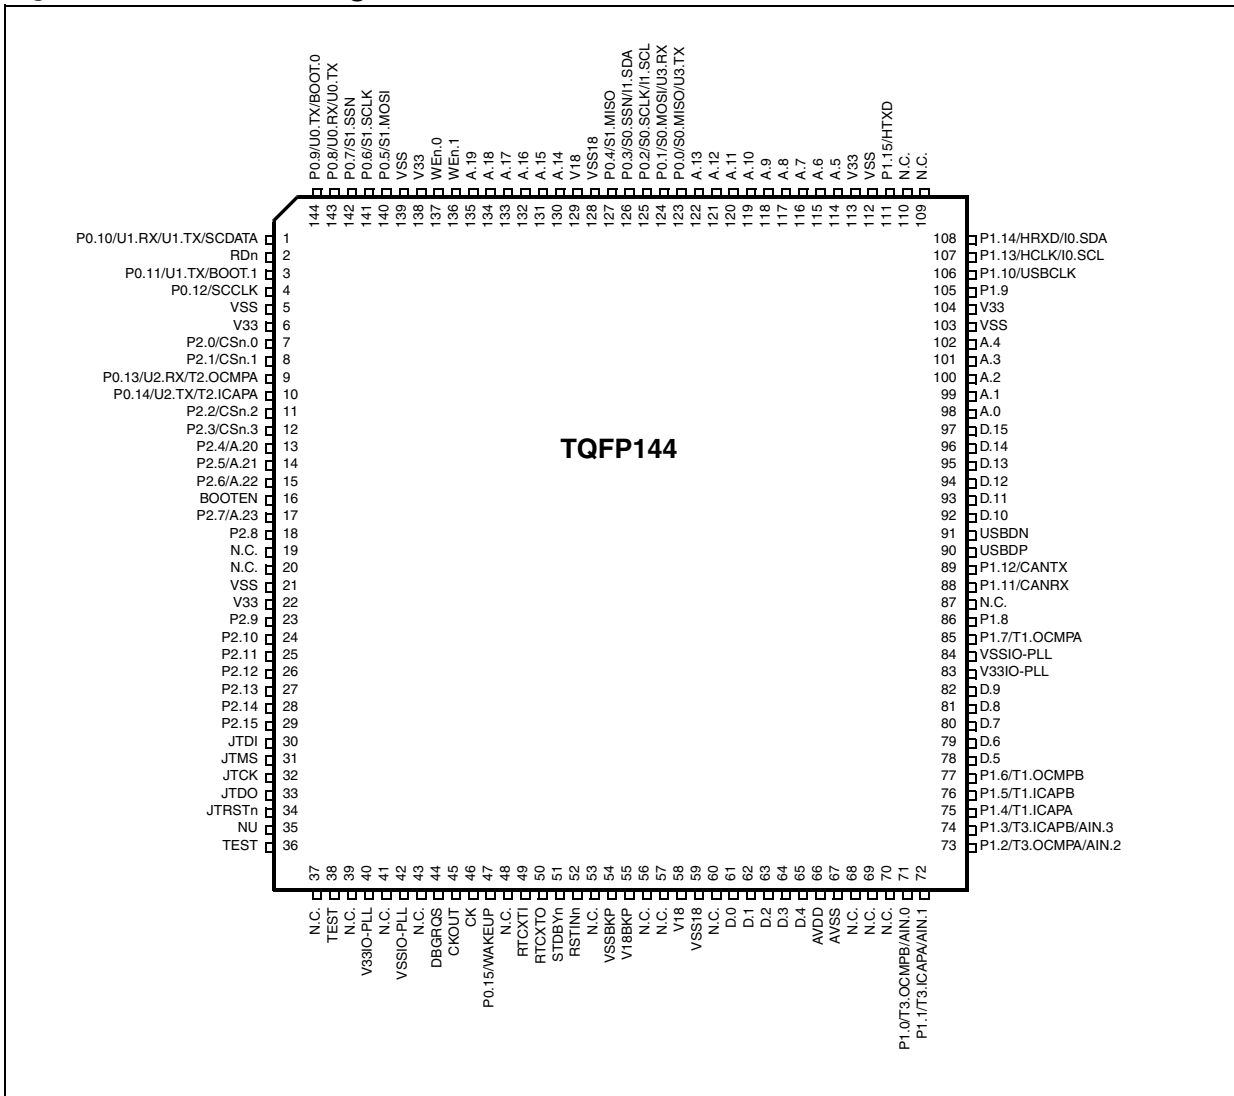 P0.9/U0.TX/BOOT.0
P0.8/U0.RX/U0.TX
P0.7/S1.SSN
P0.6/S1.SCLK
P0.5/S1.MOSI
VSS
V33
WEn.0
WEn.1
A.19
A.18
A.17
A.16
A.15
A.14
V18
VSS18
P0.4/S1.MISO
P0.3/S0.SSN/I1.SDA
P0.2/S0.SCLK/I1.SCL
P0.1/S0.MOSI/U3.RX
P0.0/S0.MISO/U3.TX
A.13
A.12
A.11
A.10
A.9
A.8
A.7
A.6
A.5
V33
VSS
P1.15/HTXD
N.C.
N.C.
144
143
142
141
140
139
138
137
136
135
134
133
132
131
130
129
128
127
126
125
124
123
122
121
120
119
118
117
116
115
114
113
112
111
110
109
P0.10/U1.RX/U1.TX/SCDATA 1
RDn 2
P0.11/U1.TX/BOOT.1 3
P0.12/SCCLK 4
VSS 5
V33 6
P2.0/CSn.0 7
P2.1/CSn.1 8
P0.13/U2.RX/T2.OCMPA 9
P0.14/U2.TX/T2.ICAPA 10
P2.2/CSn.2 11
P2.3/CSn.3 12
P2.4/A.20 13
P2.5/A.21 14
P2.6/A.22 15
BOOTEN 16
P2.7/A.23 17
P2.8 18
N.C. 19
N.C. 20
VSS 21
V33 22
P2.9 23
P2.10 24
P2.11 25
P2.12 26
P2.13 27
P2.14 28
P2.15 29
JTDI 30
JTMS 31
JTCK 32
JTDO 33
JTRSTn 34
NU 35
TEST 36
TQFP144
108 P1.14/HRXD/I0.SDA
107 P1.13/HCLK/I0.SCL
106 P1.10/USBCLK
105 P1.9
104 V33
103 VSS
102 A.4
101 A.3
100 A.2
99 A.1
98 A.0
97 D.15
96 D.14
95 D.13
94 D.12
93 D.11
92 D.10
91 USBDN
90 USBDP
89 P1.12/CANTX
88 P1.11/CANRX
87 N.C.
86 P1.8
85 P1.7/T1.OCMPA
84 VSSIO-PLL
83 V33IO-PLL
82 D.9
81 D.8
80 D.7
79 D.6
78 D.5
77 P1.6/T1.OCMPB
76 P1.5/T1.ICAPB
75 P1.4/T1.ICAPA
74 P1.3/T3.ICAPB/AIN.3
73 P1.2/T3.OCMPA/AIN.2
37
38
39
40
41
42
43
44
45
46
47
48
49
50
51
52
53
54
55
56
57
58
59
60
61
62
63
64
65
66
67
68
69
70
71
72
N.C.
TEST
N.C.
V33IO-PLL
N.C.
VSSIO-PLL
N.C.
DBGRQS
CKOUT
CK
P0.15/WAKEUP
N.C.
RTCXTI
RTCXTO
STDBYn
RSTINn
N.C.
VSSBKP
V18BKP
N.C.
N.C.
V18
VSS18
N.C.
D.0
D.1
D.2
D.3
D.4
AVDD
AVSS
N.C.
N.C.
N.C.
P1.0/T3.OCMPB/AIN.0
P1.1/T3.ICAPA/AIN.1